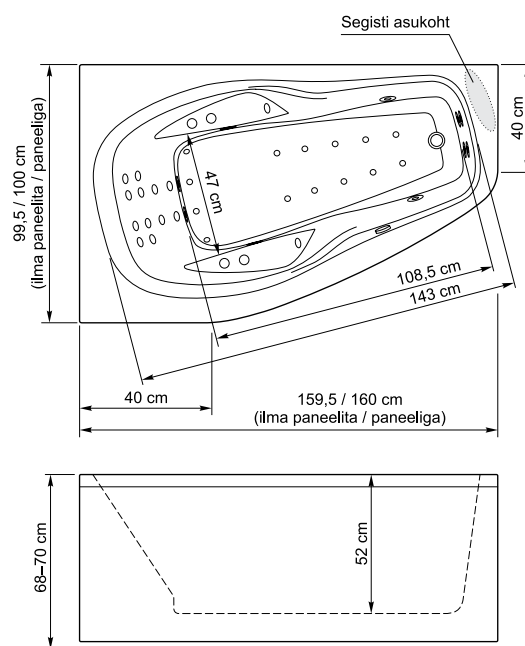 Segisti asukoht
99,5 / 100 cm
(ilma paneelita / paneeliga)
40 cm
47 cm
108,5 cm
143 cm
40 cm
159,5 / 160 cm
(ilma paneelita / paneeliga)
68–70 cm
52 cm